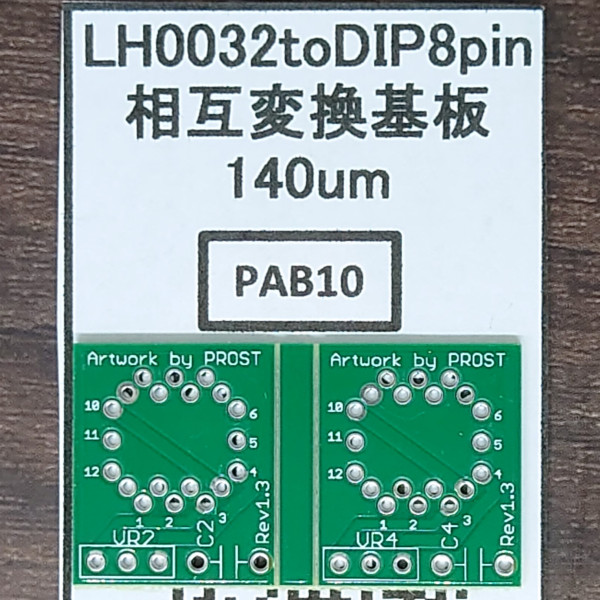 LH0032toDIP8pin
相互変換基板
140um
PAB10
Artwork by PROST
10
11
12
6
5
4
1 2 3
VR2
C2
Rev1.3
Artwork by PROST
10
11
12
6
5
4
1 2 3
VR4
C4
Rev1.3